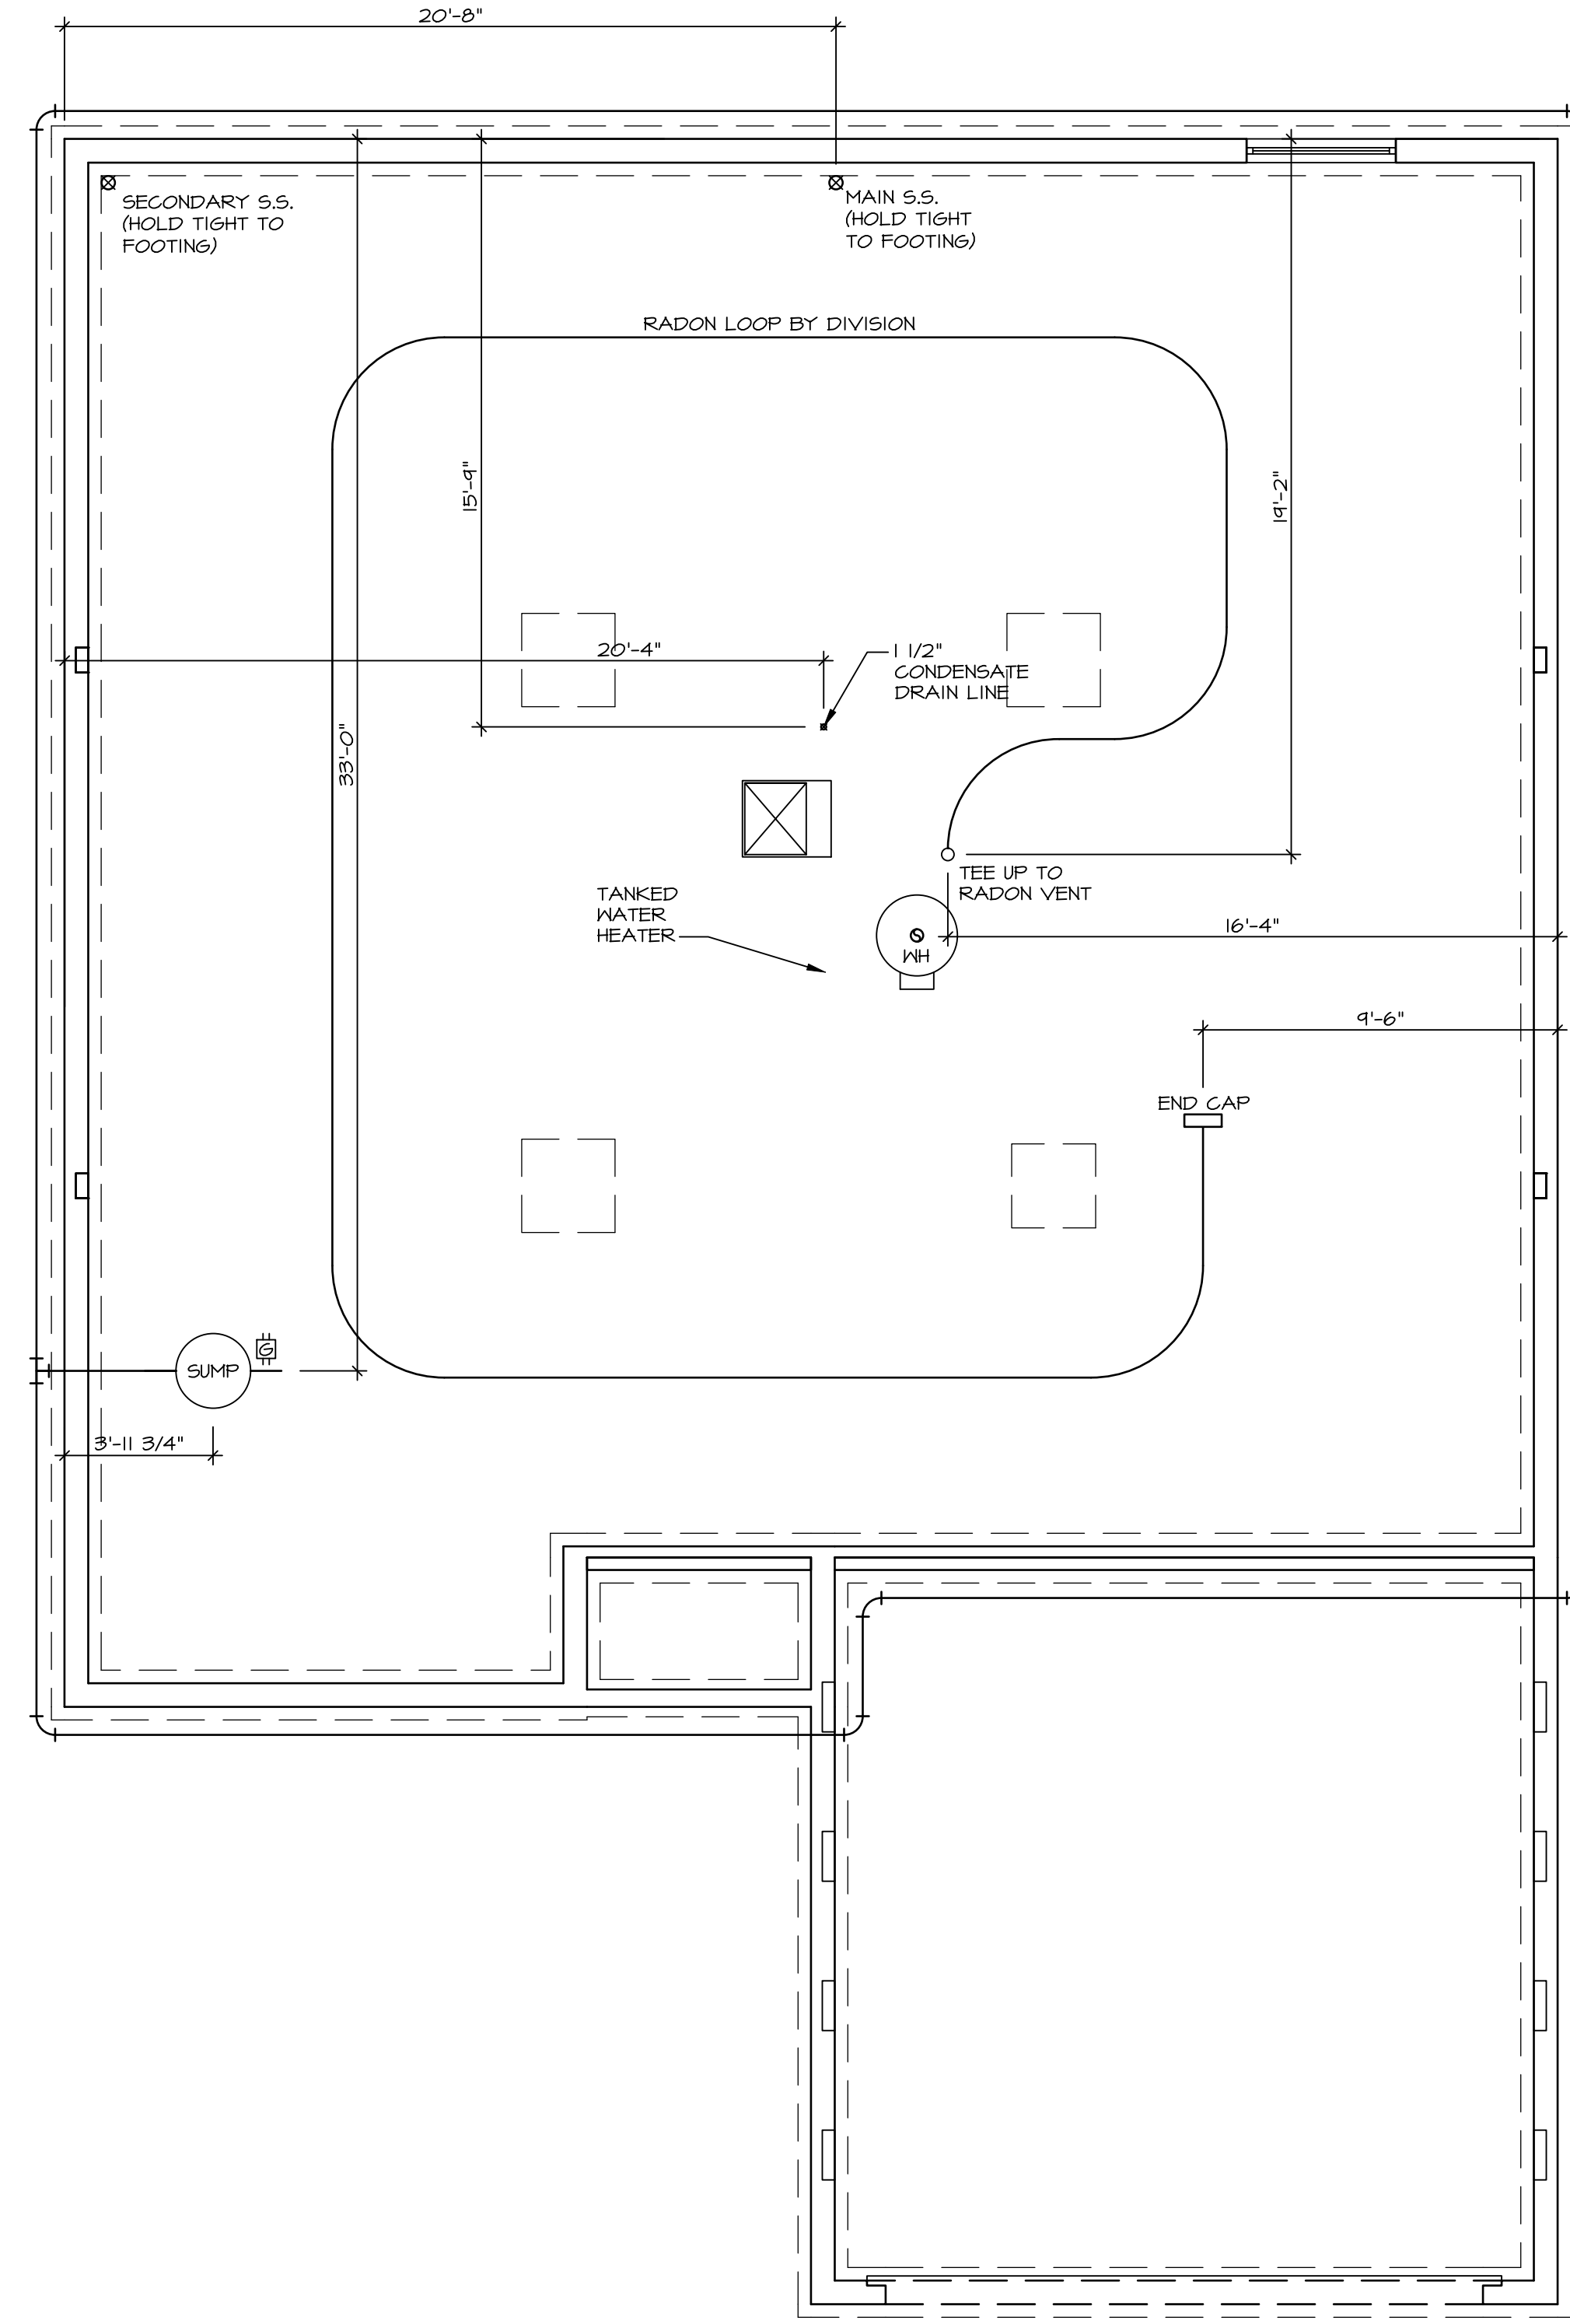 20'-8"
SECONDARY S.S.
(HOLD TIGHT TO
FOOTING)
MAIN S.S.
(HOLD TIGHT
TO FOOTING)
RADON LOOP BY DIVISION
15'-9"
19'-2"
20'-4"
1 1/2"
CONDENSATE
DRAIN LINE
33'-0"
TEE UP TO
RADON VENT
TANKED
WATER
HEATER
WH
16'-4"
9'-6"
END CAP
G
SUMP
3'-11 3/4"